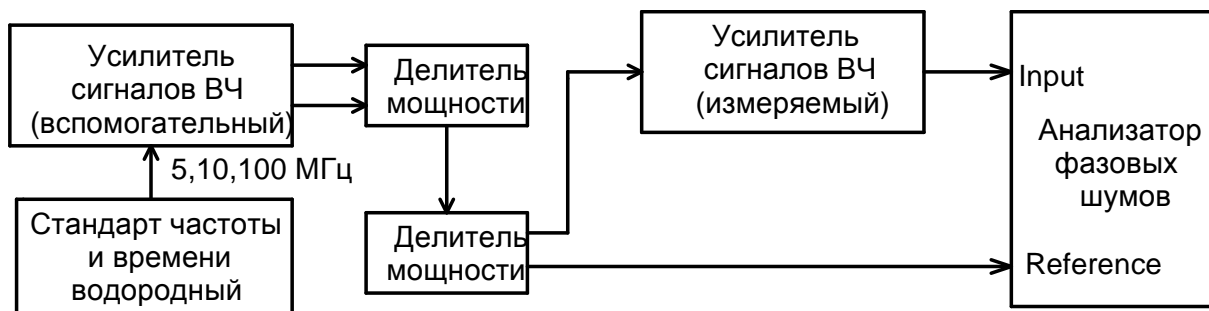 Усилитель
сигналов ВЧ
(вспомогательный)
Делитель
мощности
Усилитель
сигналов ВЧ
(измеряемый)
Input
Анализатор
фазовых
шумов
Reference
5,10,100 МГц
Стандарт частоты
и времени
водородный
Делитель
мощности